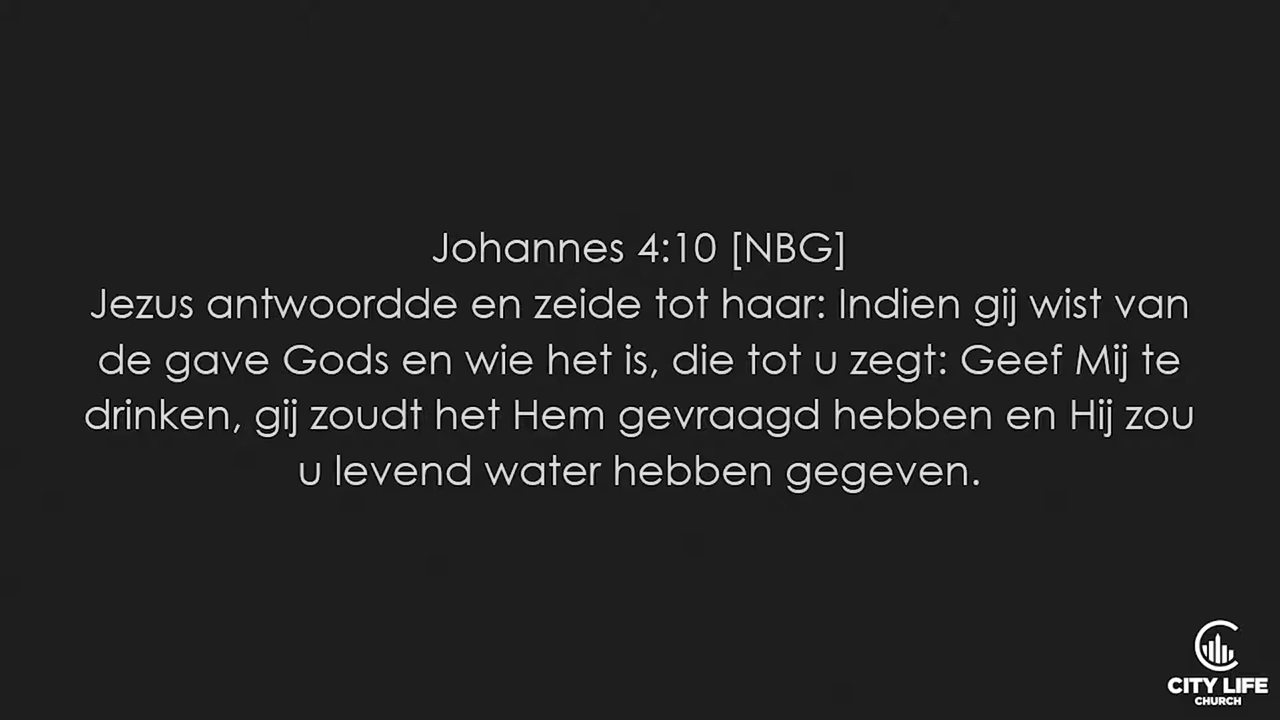 Johannes 4:10 [NBG]
Jezus antwoordde en zeide tot haar: Indien gij wist van
de gave Gods en wie het is, die tot u zegt: Geef Mij te
drinken, gij zoudt het Hem gevraagd hebben en Hij zou
u levend water hebben gegeven.
CITY LIFE
CHURCH